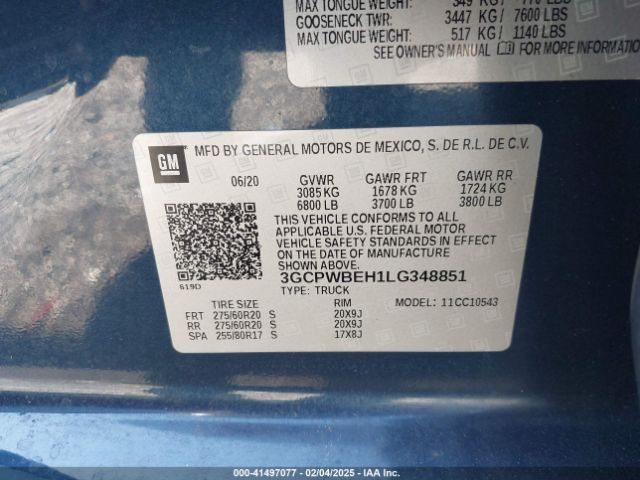 MAX TONGUE WEIGHT: 349 KG / 770 LBS
GOOSENECK TWR: 3447 KG / 7600 LBS
MAX TONGUE WEIGHT: 517 KG / 1140 LBS
SEE OWNER'S MANUAL FOR MORE INFORMATION
GM
MFD BY GENERAL MOTORS DE MEXICO, S. DE R.L. DE C.V.
06/20 GVWR GAWR FRT GAWR RR
3085 KG 1678 KG 1724 KG
6800 LB 3700 LB 3800 LB
THIS VEHICLE CONFORMS TO ALL
APPLICABLE U.S. FEDERAL MOTOR
VEHICLE SAFETY STANDARDS IN EFFECT
ON THE DATE OF MANUFACTURE
SHOWN ABOVE.
619D
3GCPWBEH1LG348851
TYPE: TRUCK
MODEL: 11CC10543
TIRE SIZE RIM
FRT 275/60R20 S 20X9J
RR 275/60R20 S 20X9J
SPA 255/80R17 S 17X8J
000-41497077 - 02/04/2025 - IAA Inc.